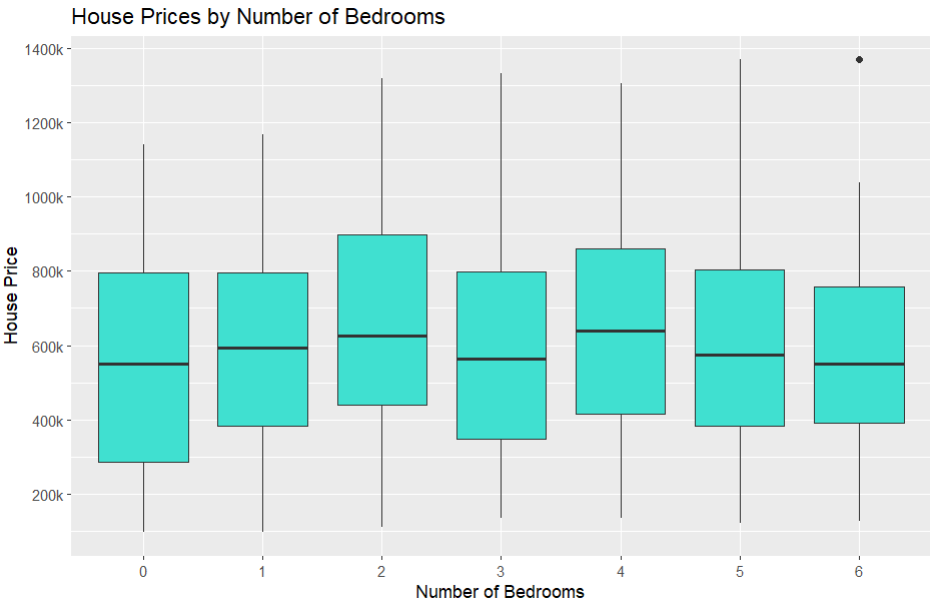 House Prices by Number of Bedrooms
House Price
1400k
1200k
1000k
800k
600k
400k
200k
0 1 2 3 4 5 6
Number of Bedrooms